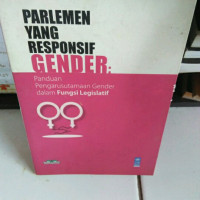 PARLEMEN
YANG
RESPONSIF
GENDER:
Panduan
Pengarusutamaan Gender
dalam Fungsi Legislatif